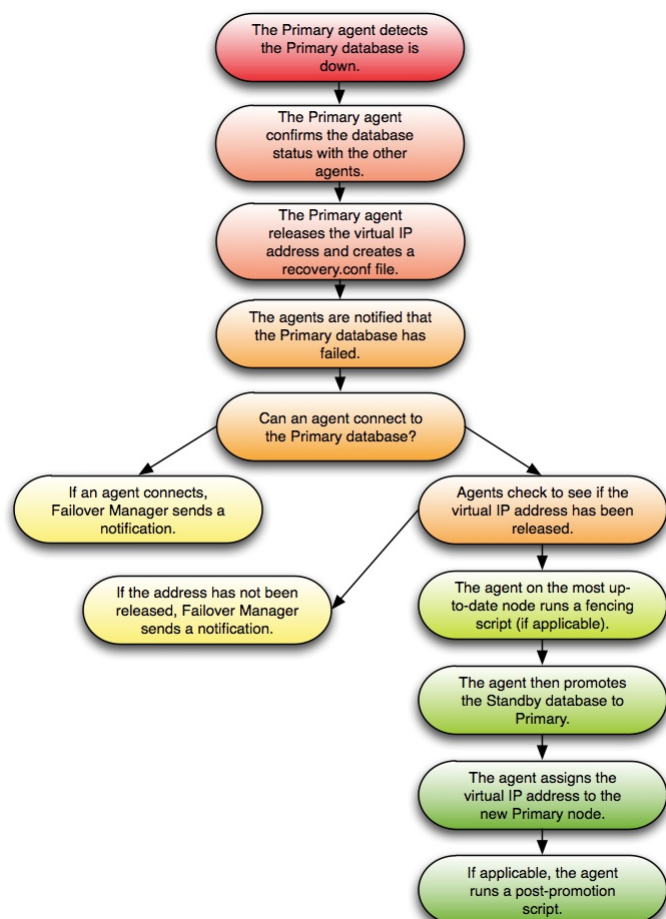 The Primary agent detects
the Primary database is
down.
The Primary agent
confirms the database
status with the other
agents.
The Primary agent
releases the virtual IP
address and creates a
recovery.conf file.
The agents are notified that
the Primary database has
failed.
Can an agent connect to
the Primary database?
If an agent connects,
Failover Manager sends a
notification.
Agents check to see if the
virtual IP address has been
released.
If the address has not been
released, Failover Manager
sends a notification.
The agent on the most up-
to-date node runs a fencing
script (if applicable).
The agent then promotes
the Standby database to
Primary.
The agent assigns the
virtual IP address to the
new Primary node.
If applicable, the agent
runs a post-promotion
script.